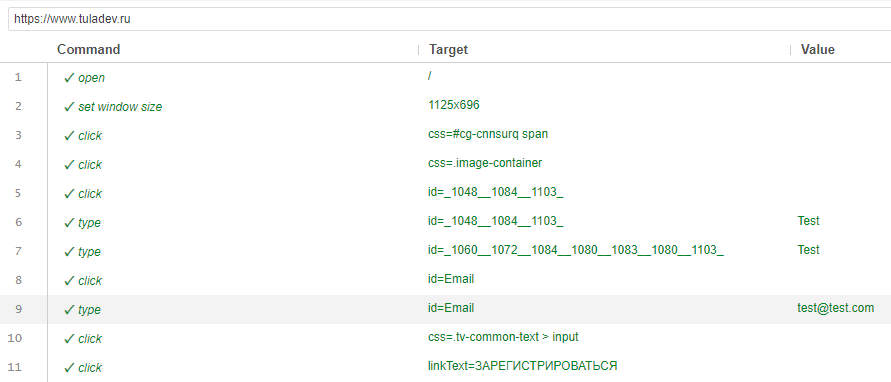 https://www.tuladev.ru
Command Target Value
1 ✓ open /
2 ✓ set window size 1125x696
3 ✓ click css=#cg-cnnsurq span
4 ✓ click css=.image-container
5 ✓ click id=_1048__1084__1103_
6 ✓ type id=_1048__1084__1103_ Test
7 ✓ type id=_1060__1072__1084__1080__1083__1080__1103_ Test
8 ✓ click id=Email
9 ✓ type id=Email test@test.com
10 ✓ click css=.tv-common-text > input
11 ✓ click linkText=ЗАРЕГИСТРИРОВАТЬСЯ